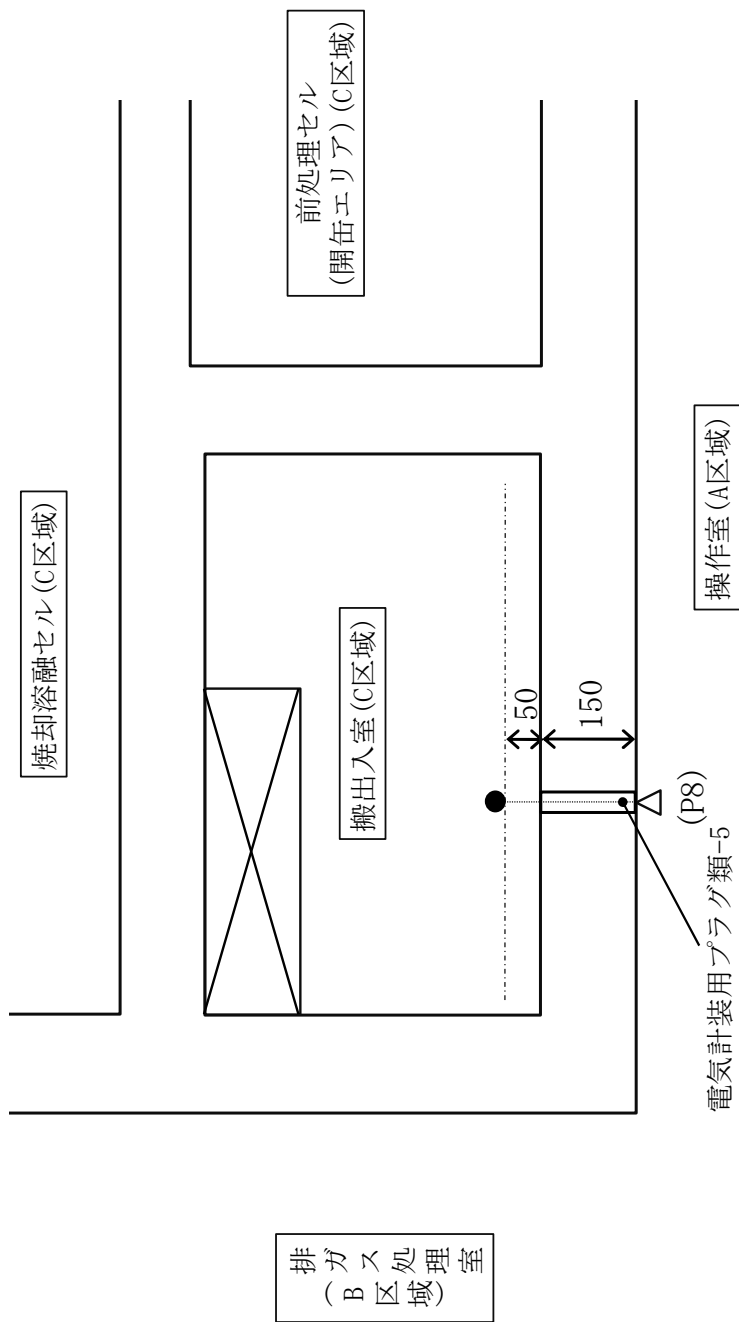 焼却溶融セル(C区域)
前処理セル
(開缶エリア)(C区域)
搬出入室(C区域)
50
150
(P8)
電気計装用プラグ類-5
操作室(A区域)
排ガス処理室
(B区域)